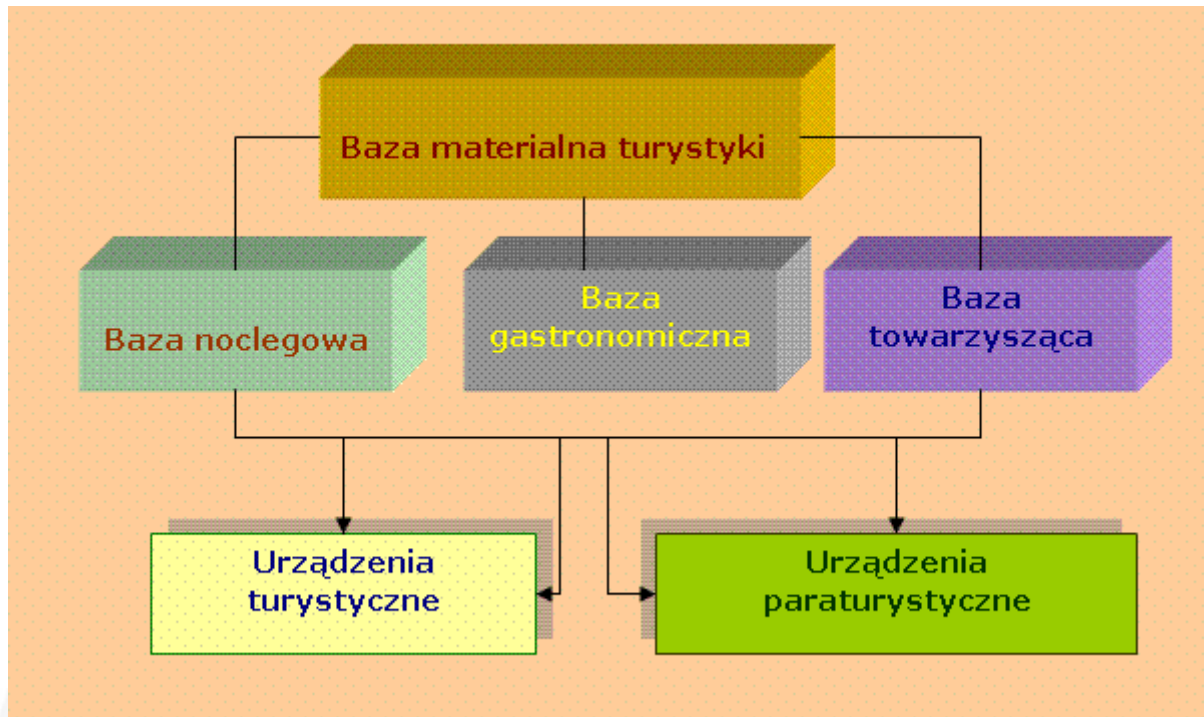 Baza materialna turystyki
Baza noclegowa
Baza
gastronomiczna
Baza
towarzysząca
Urządzenia
turystyczne
Urządzenia
paraturystyczne